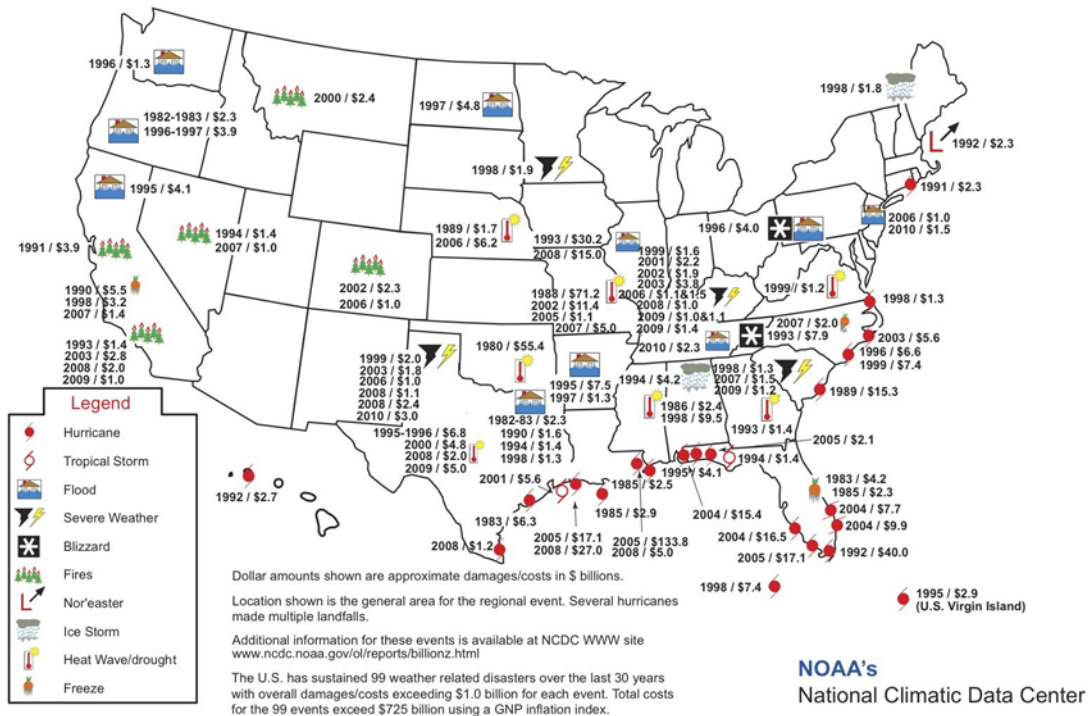 1996 / $1.3
2000 / $2.4
1997 / $4.8
1998 / $1.8
1982-1983 / $2.3
1996-1997 / $3.9
1992 / $2.3
1998 / $1.9
1991 / $2.3
1995 / $4.1
1994 / $1.4
2007 / $1.0
1989 / $1.7
2006 / $6.2
1993 / $30.2
2008 / $15.0
1996 / $4.0
2006 / $1.0
2010 / $1.5
1991 / $3.9
2002 / $2.3
2006 / $1.0
1999 / $1.6
2001 / $2.2
2002 / $1.9
2003 / $3.8
2006 / $1.1&1.5
2008 / $1.0
2009 / $1.0&1.1
2009 / $1.4
1999// $1.2
1990 / $5.5
1998 / $3.2
2007 / $1.4
1988 / $71.2
2002 / $11.4
2005 / $1.1
2007 / $5.0
1998 / $1.3
2007 / $2.0
1993 / $7.9
2003 / $5.6
1996 / $6.6
1999 / $7.4
1993 / $1.4
2003 / $2.8
2008 / $2.0
2009 / $1.0
1999 / $2.0
2003 / $1.8
2006 / $1.0
2008 / $1.1
2008 / $2.4
2010 / $3.0
1980 / $55.4
2010 / $2.3
1995 / $7.5
1997 / $1.3
1994 / $4.2
1998 / $1.3
2007 / $1.5
2009 / $1.2
1989 / $15.3
1986 / $2.4
1998 / $9.5
1993 / $1.4
1982-83 / $2.3
1990 / $1.6
1994 / $1.4
1998 / $1.3
1995-1996 / $6.8
2000 / $4.8
2008 / $2.0
2009 / $5.0
2005 / $2.1
1994 / $1.4
1995 / $4.1
2001 / $5.6
1985 / $2.5
1983 / $4.2
1985 / $2.3
2004 / $7.7
2004 / $9.9
1992 / $2.7
1983 / $6.3
1985 / $2.9
2004 / $15.4
2004 / $16.5
2008 / $1.2
2005 / $17.1
2008 / $27.0
2005 / $133.8
2008 / $5.0
2005 / $17.1
1992 / $40.0
1998 / $7.4
1995 / $2.9
(U.S. Virgin Island)
Legend
Hurricane
Tropical Storm
Flood
Severe Weather
Blizzard
Fires
L
Nor'easter
Ice Storm
Heat Wave/drought
Freeze
L
Dollar amounts shown are approximate damages/costs in $ billions.
Location shown is the general area for the regional event. Several hurricanes
made multiple landfalls.
Additional information for these events is available at NCDC WWW site
www.ncdc.noaa.gov/ol/reports/billionz.html
The U.S. has sustained 99 weather related disasters over the last 30 years
with overall damages/costs exceeding $1.0 billion for each event. Total costs
for the 99 events exceed $725 billion using a GNP inflation index.
NOAA's
National Climatic Data Center